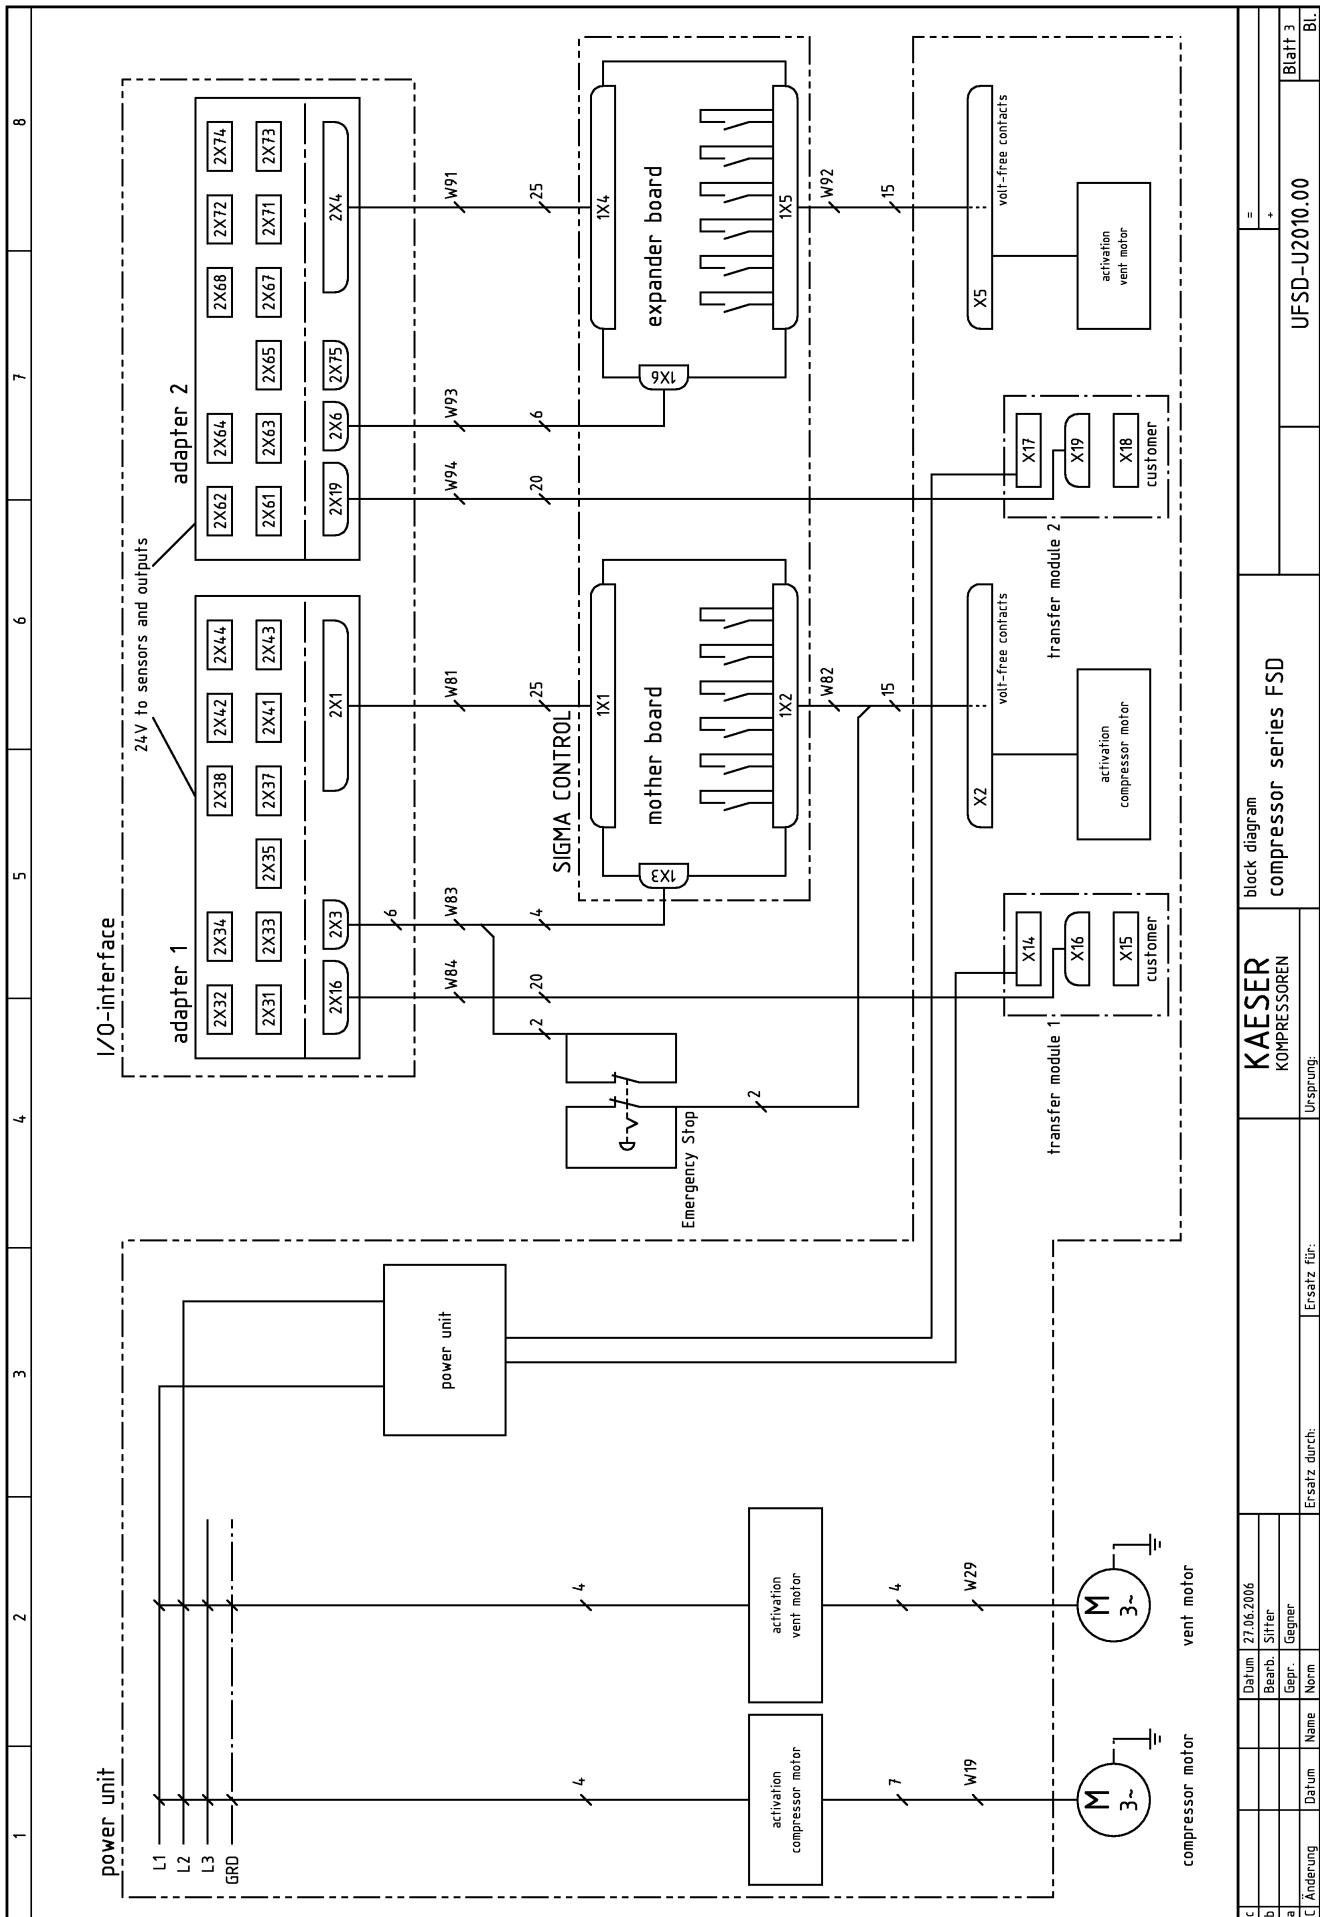 1
2
3
4
5
6
7
8
power unit
L1
L2
L3
GRD
4
activation
compressor motor
7
W19
M
3~
compressor motor
4
activation
vent motor
4
W29
M
3~
vent motor
power unit
I/O-interface
24V to sensors and outputs
adapter 1
2X32
2X34
2X38
2X42
2X44
2X31
2X33
2X35
2X37
2X41
2X43
2X16
2X3
2X1
adapter 2
2X62
2X64
2X68
2X72
2X74
2X61
2X63
2X65
2X67
2X71
2X73
2X19
2X6
2X75
2X4
6
W84
W83
W81
W94
W93
W91
2
20
4
25
20
6
25
Emergency Stop
2
SIGMA CONTROL
1X1
1X3
mother board
1X2
1X4
1X6
expander board
1X5
W82
15
W92
15
X2
volt-free contacts
activation
compressor motor
X5
volt-free contacts
activation
vent motor
transfer module 1
X14
X16
X15
customer
transfer module 2
X17
X19
X18
customer
c
b
a
C
Änderung
Datum
Name
Datum
27.06.2006
Bearb.
Sitter
Gepr.
Gegner
Norm
Ersatz durch:
Ersatz für:
Ursprung:
KAESER
KOMPRESSOREN
block diagram
compressor series FSD
=
+
UFSD-U2010.00
Blatt 3
Bl.